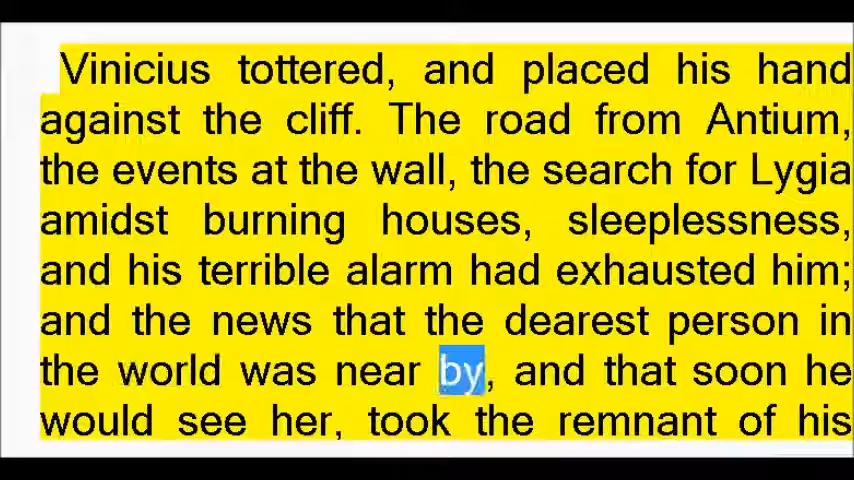 Vinicius tottered, and placed his hand
against the cliff. The road from Antium,
the events at the wall, the search for Lygia
amidst burning houses, sleeplessness,
and his terrible alarm had exhausted him;
and the news that the dearest person in
the world was near by, and that soon he
would see her, took the remnant of his